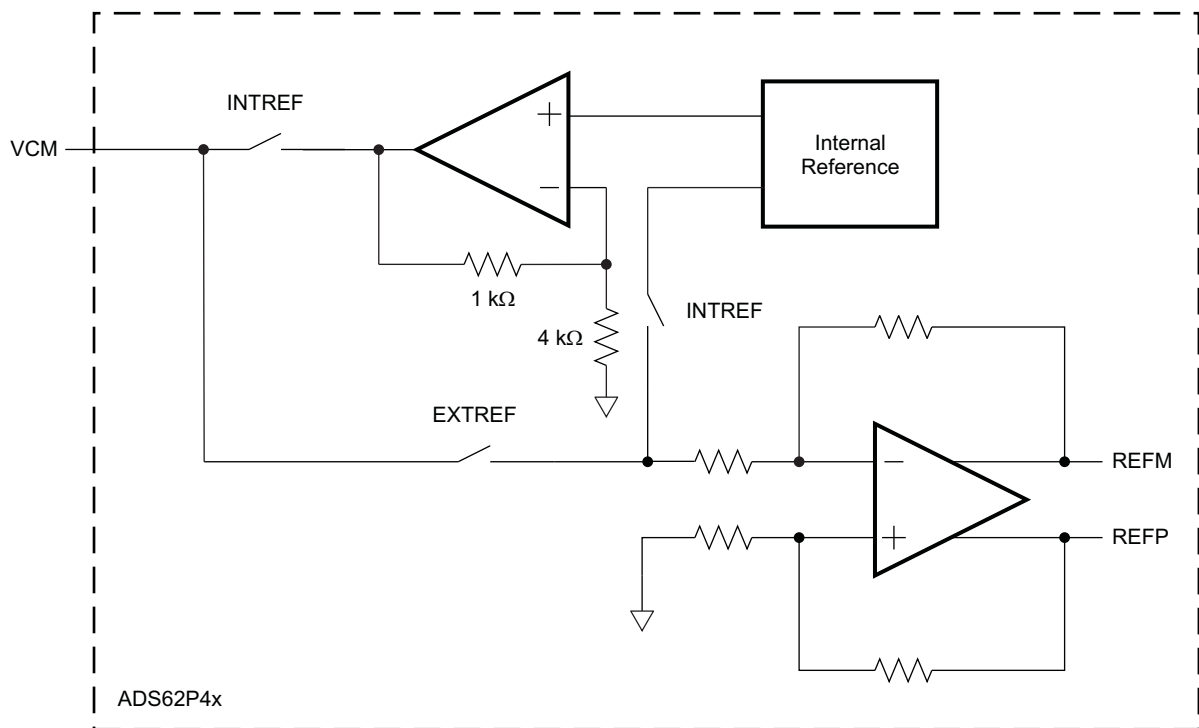 INTREF
VCM
+
−
Internal
Reference
1 kΩ
INTREF
4 kΩ
EXTREF
−
REFM
+
REFP
ADS62P4x